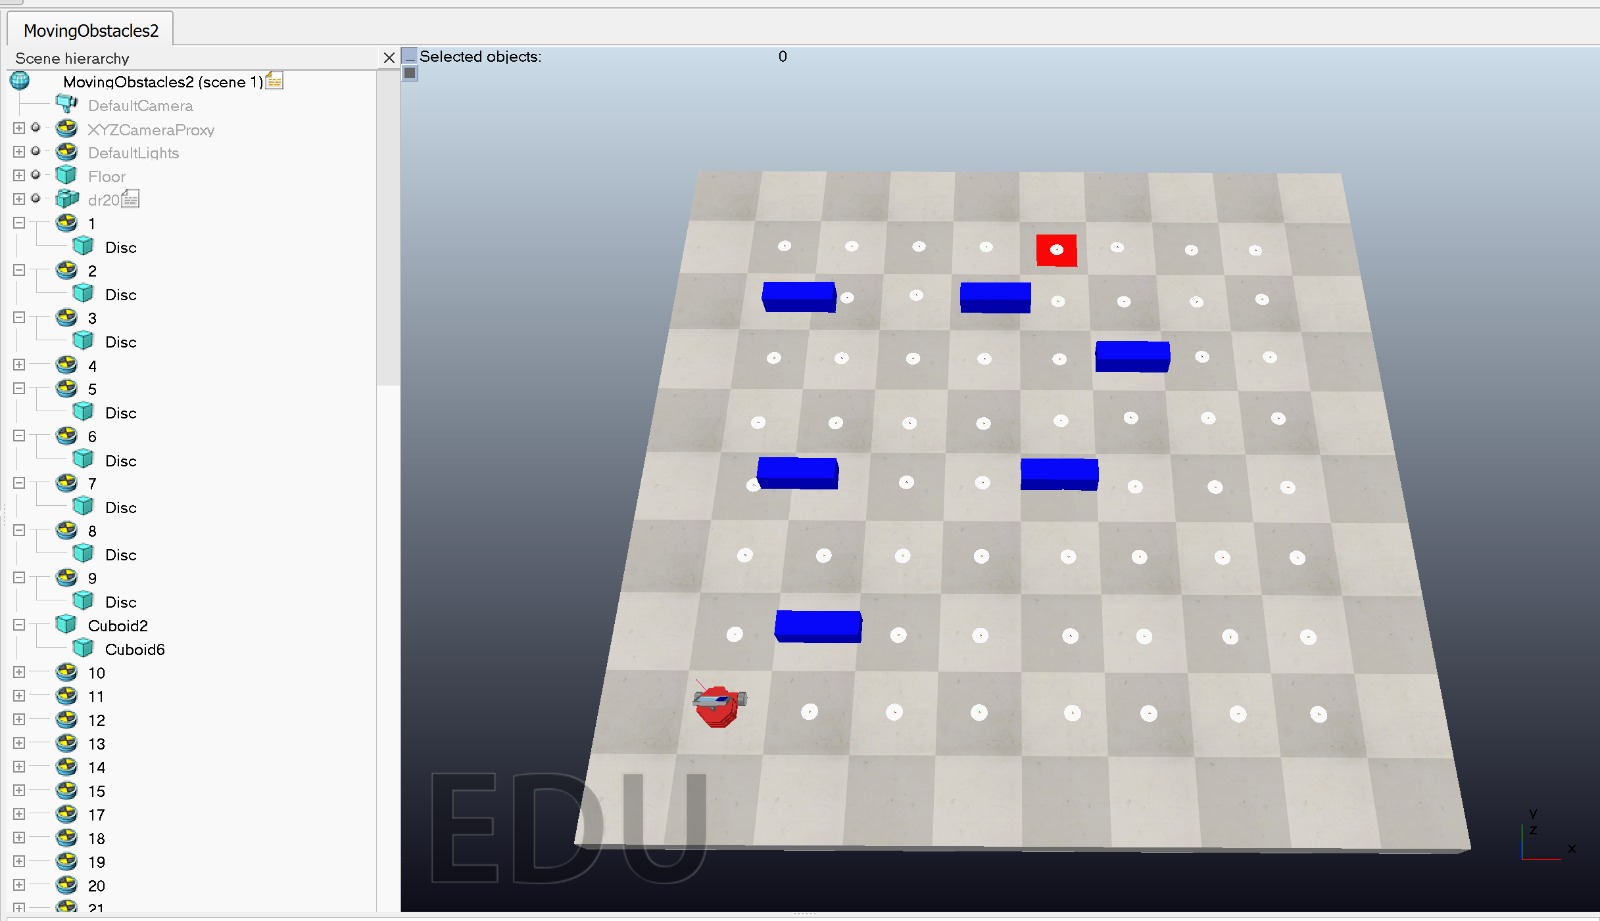 MovingObstacles2
Scene hierarchy
Selected objects: 0
MovingObstacles2 (scene 1)
DefaultCamera
XYZCameraProxy
DefaultLights
Floor
dr20
1
Disc
2
Disc
3
Disc
4
5
Disc
6
Disc
7
Disc
8
Disc
9
Disc
Cuboid2
Cuboid6
10
11
12
13
14
15
17
18
19
20
21
EDU
y
z
x